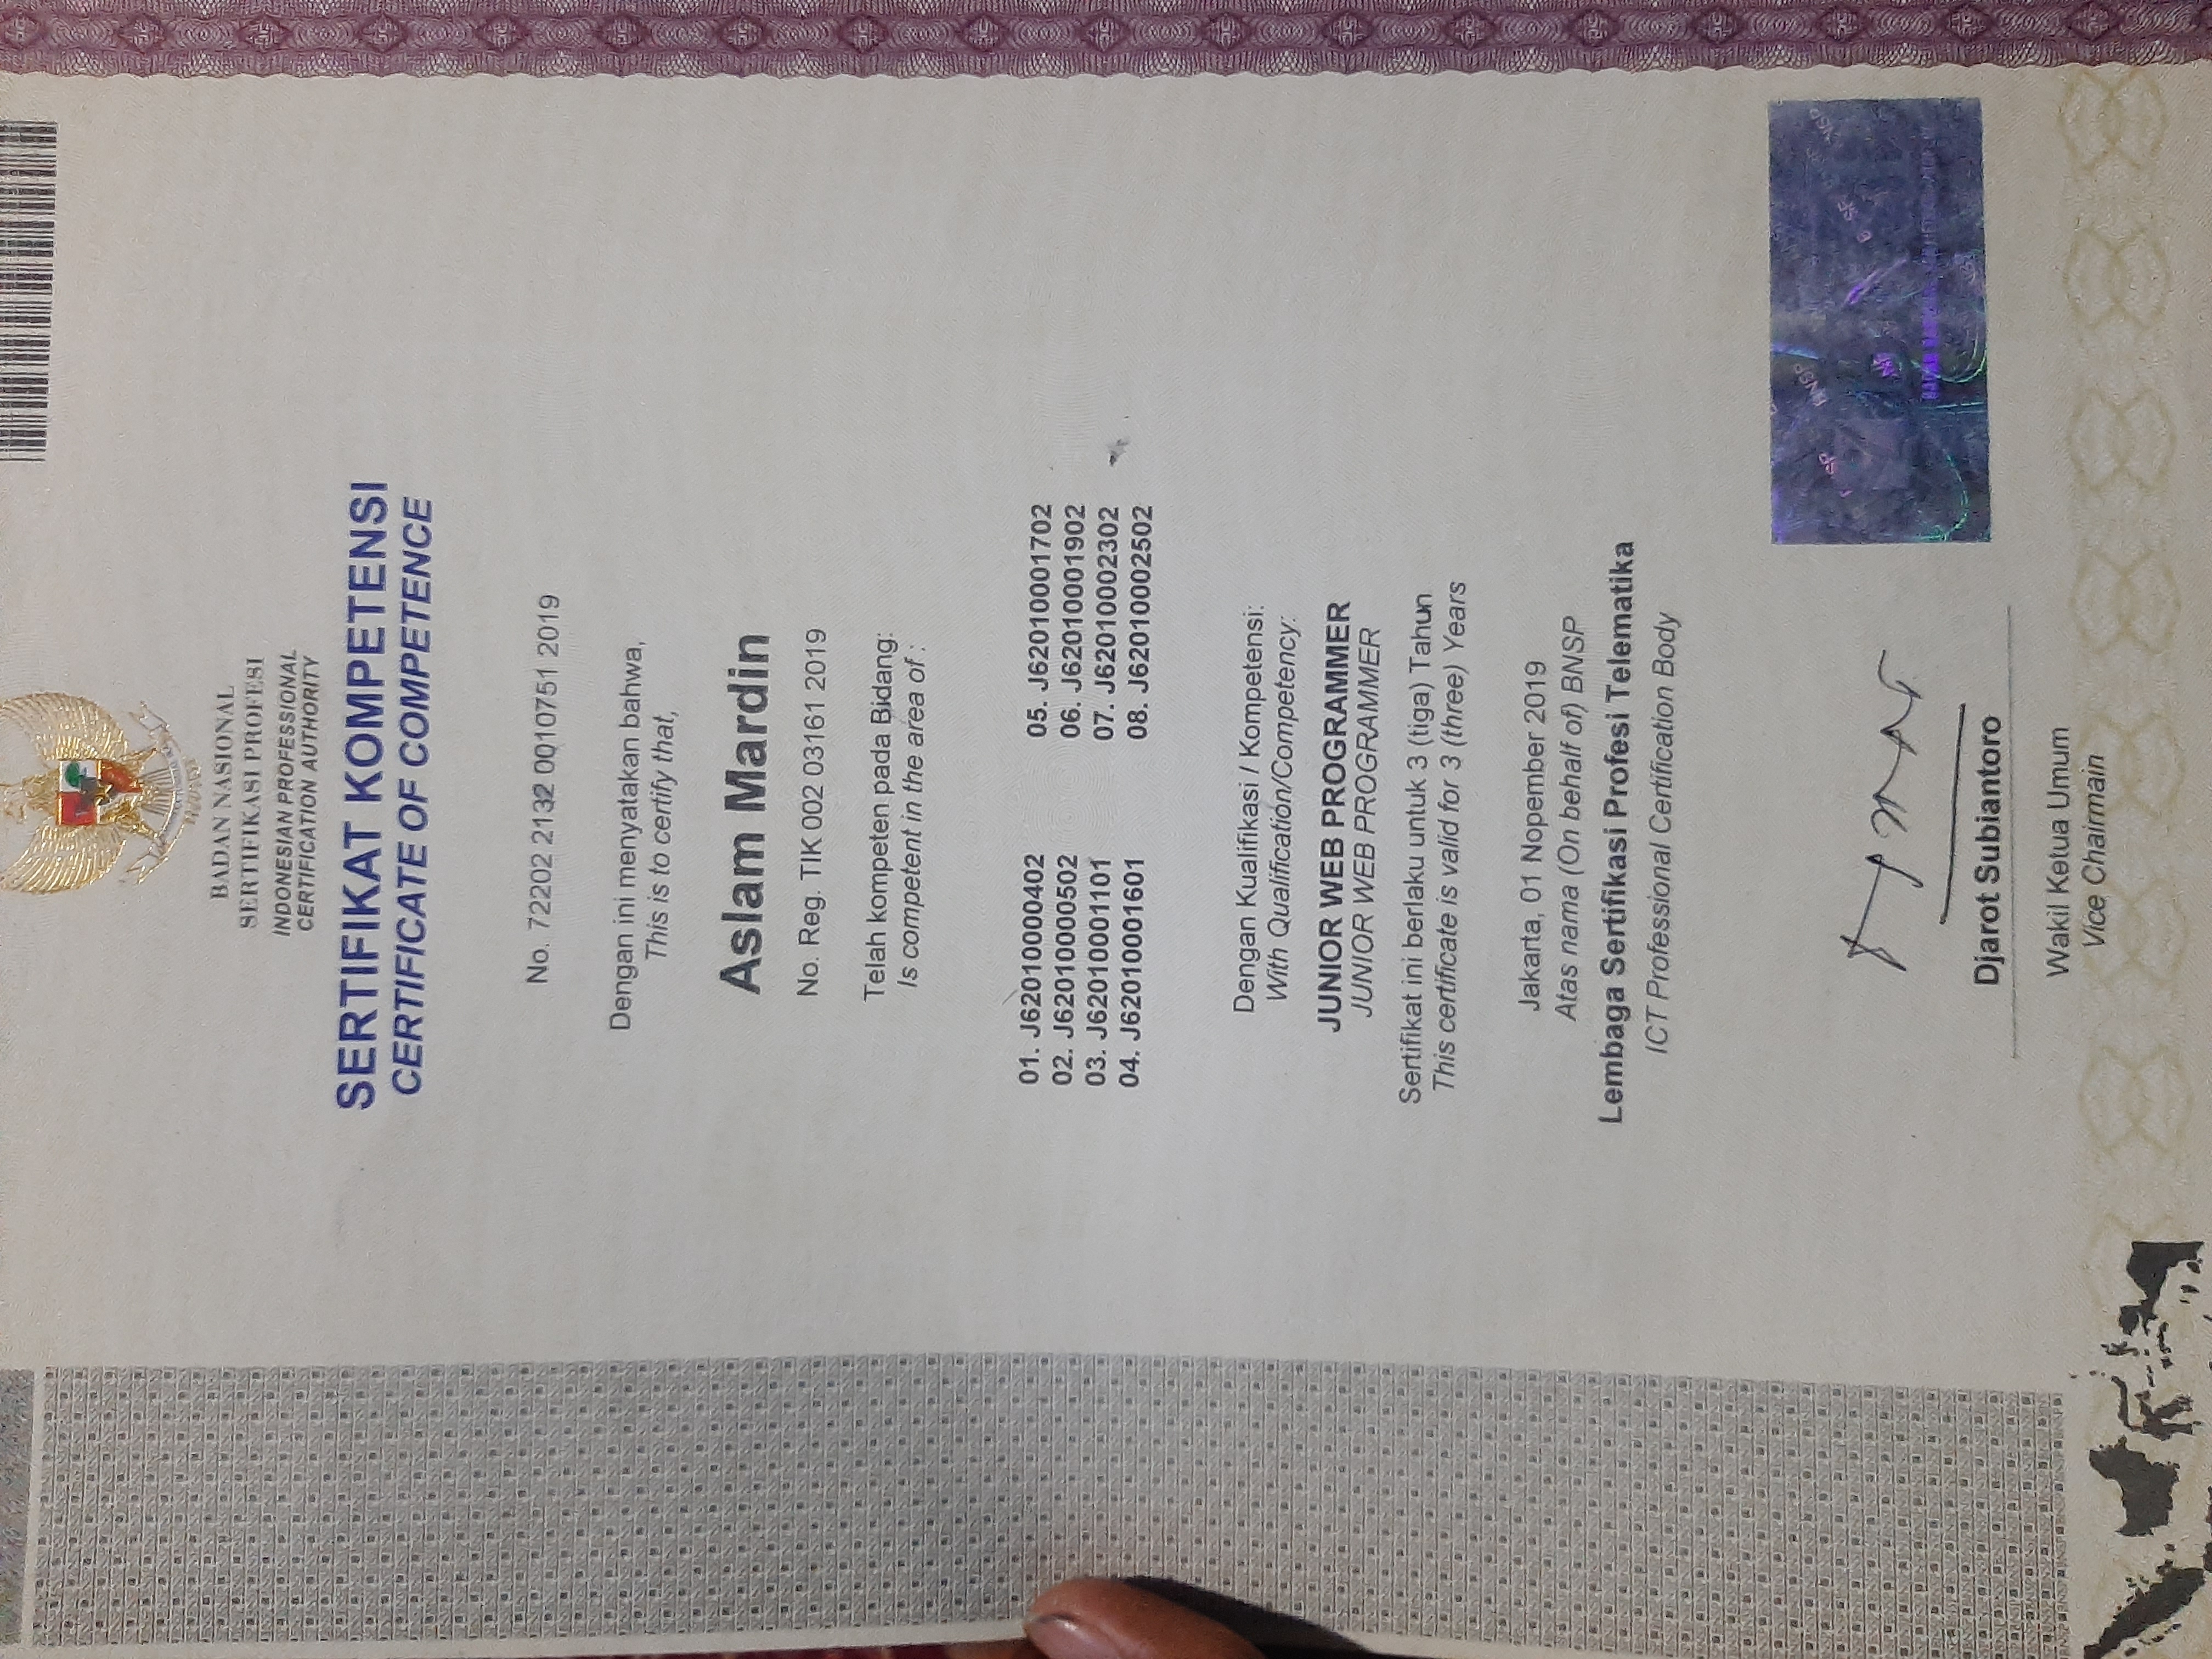 BADAN NASIONAL
SERTIFIKASI PROFESI
INDONESIAN PROFESSIONAL
CERTIFICATION AUTHORITY
SERTIFIKAT KOMPETENSI
CERTIFICATE OF COMPETENCE
No. 72202 2132 0010751 2019
Dengan ini menyatakan bahwa,
This is to certify that,
Aslam Mardin
No. Reg. TIK 002 03161 2019
Telah kompeten pada Bidang:
Is competent in the area of :
01. J62010000402
02. J62010000502
03. J62010001101
04. J62010001601
05. J62010001702
06. J62010001902
07. J62010002302
08. J62010002502
Dengan Kualifikasi / Kompetensi:
With Qualification/Competency:
JUNIOR WEB PROGRAMMER
JUNIOR WEB PROGRAMMER
Sertifikat ini berlaku untuk 3 (tiga) Tahun
This certificate is valid for 3 (three) Years
Jakarta, 01 Nopember 2019
Atas nama (On behalf of) BNSP
Lembaga Sertifikasi Profesi Telematika
ICT Professional Certification Body
BNSP
Djarot Subiantoro
Wakil Ketua Umum
Vice Chairmain